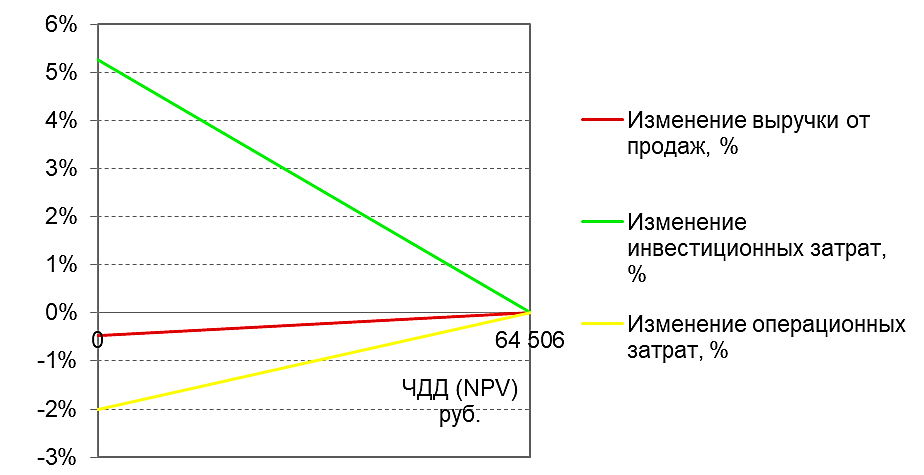 6%
5%
4%
3%
2%
1%
0%
-1%
-2%
-3%
0
64 506
ЧДД (NPV)
руб.
Изменение выручки от
продаж, %
Изменение
инвестиционных затрат,
%
Изменение операционных
затрат, %